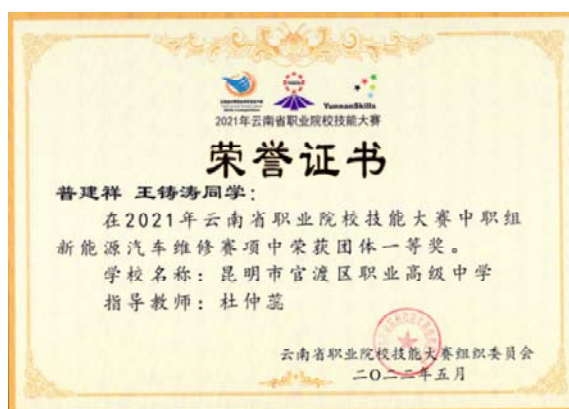 YunnanSkills
2021年云南省职业院校技能大赛
荣誉证书
普建祥 王铸涛同学：
在2021年云南省职业院校技能大赛中职组
新能源汽车维修赛项中荣获团体一等奖。
学校名称：昆明市官渡区职业高级中学
指导教师：杜仲蕊
云南省职业院校技能大赛组织委员会
二〇二二年五月